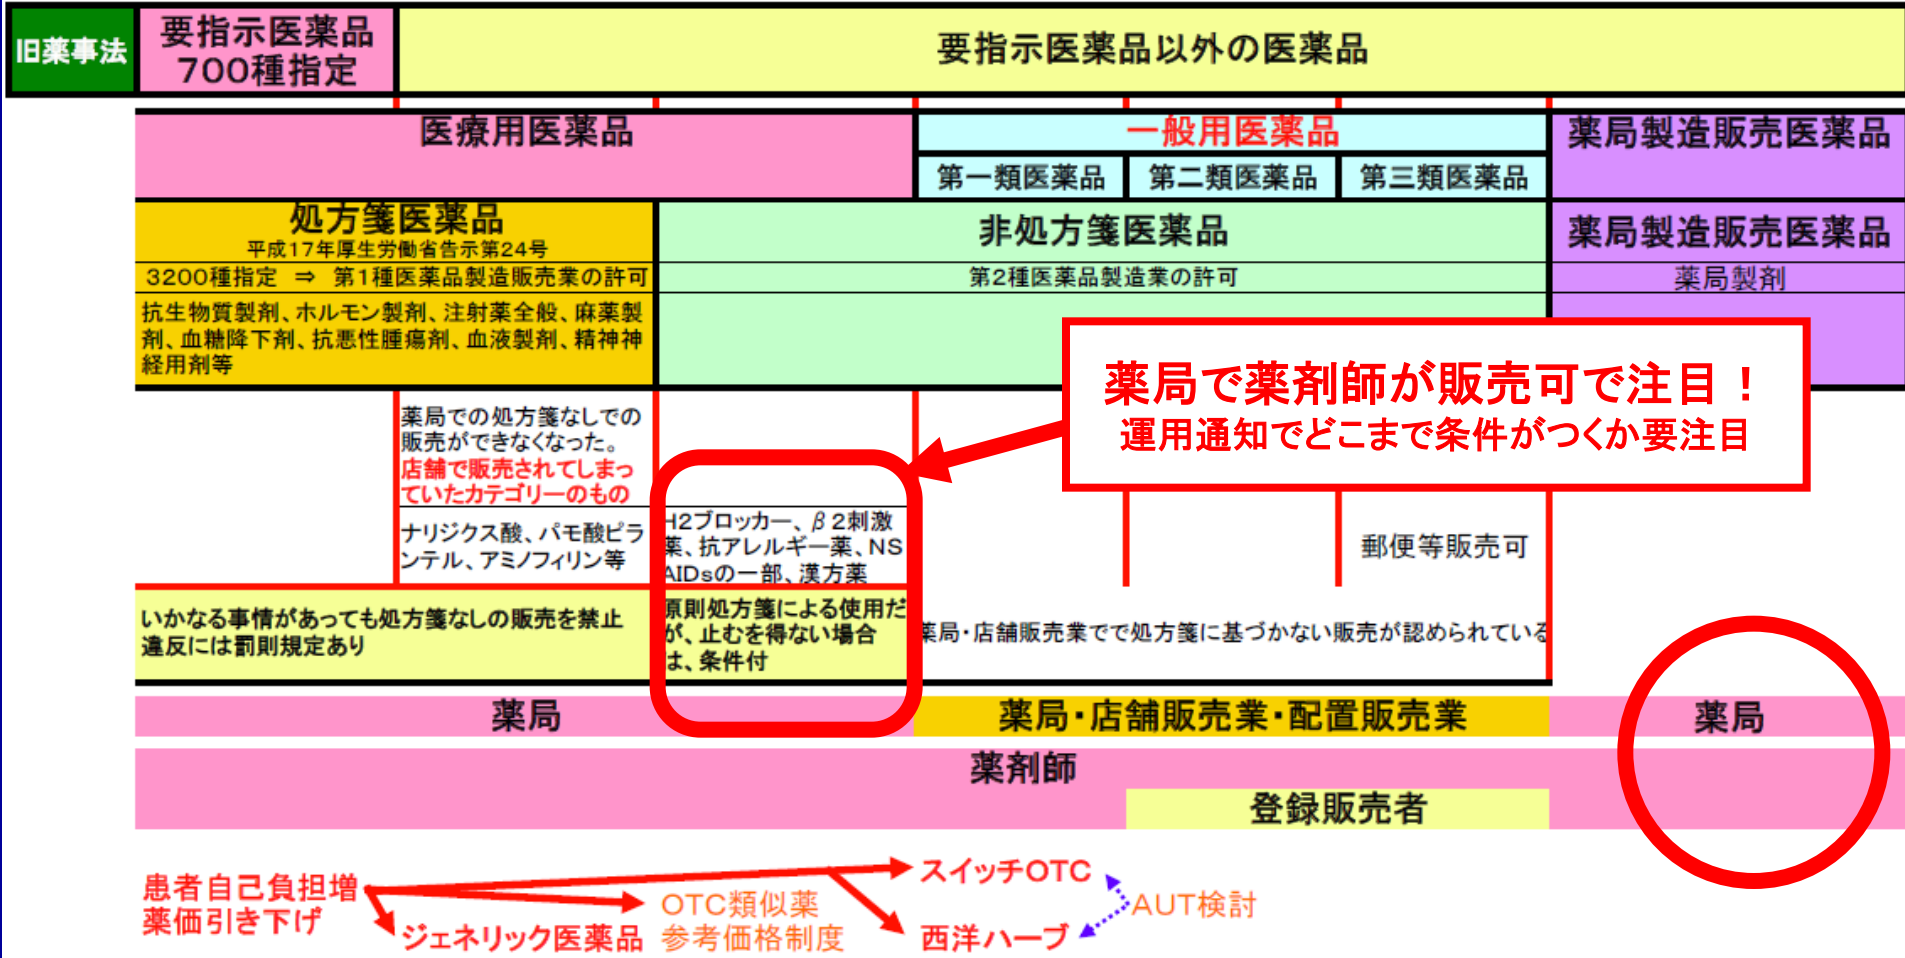 旧薬事法
要指示医薬品
700種指定
要指示医薬品以外の医薬品
医療用医薬品
一般用医薬品
薬局製造販売医薬品
第一類医薬品
第二類医薬品
第三類医薬品
処方箋医薬品
平成17年厚生労働省告示第24号
非処方箋医薬品
薬局製造販売医薬品
3200種指定 ⇒ 第1種医薬品製造販売業の許可
第2種医薬品製造業の許可
薬局製剤
抗生物質製剤、ホルモン製剤、注射薬全般、麻薬製
剤、血糖降下剤、抗悪性腫瘍剤、血液製剤、精神神
経用剤等
薬局で薬剤師が販売可で注目！
運用通知でどこまで条件がつくか要注目
薬局での処方箋なしでの
販売ができなくなった。
店舗で販売されてしまっ
ていたカテゴリーのもの
ナリジクス酸、パモ酸ピラ
ンテル、アミノフィリン等
H2ブロッカー、β2刺激
薬、抗アレルギー薬、NS
AIDsの一部、漢方薬
郵便等販売可
いかなる事情があっても処方箋なしの販売を禁止
違反には罰則規定あり
原則処方箋による使用だ
が、止むを得ない場合
は、条件付
薬局・店舗販売業でで処方箋に基づかない販売が認められている
薬局
薬局・店舗販売業・配置販売業
薬局
薬剤師
登録販売者
患者自己負担増
薬価引き下げ
ジェネリック医薬品
OTC類似薬
参考価格制度
スイッチOTC
西洋ハーブ
AUT検討